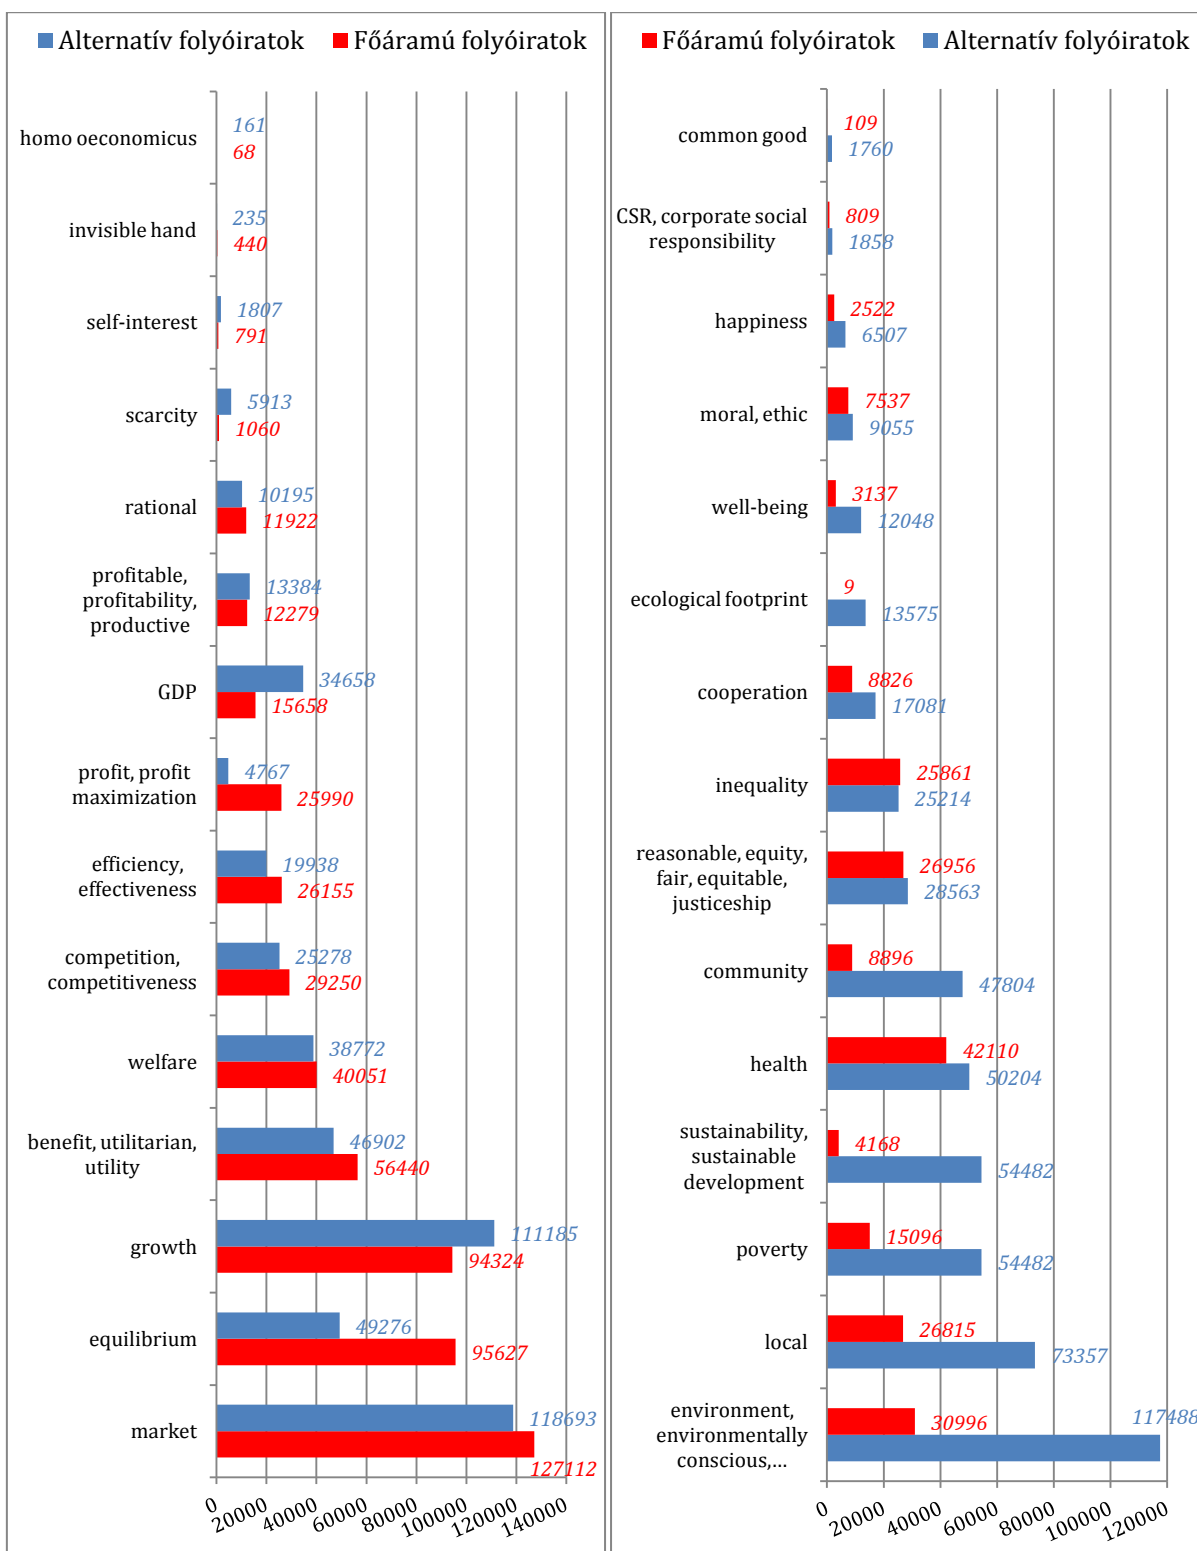 Alternatív folyóiratok Főáramú folyóiratok
homo oeconomicus
161
68
invisible hand
235
440
self-interest
1807
791
scarcity
5913
1060
rational
10195
11922
profitable,
profitability,
productive
13384
12279
GDP
34658
15658
profit, profit
maximization
4767
25990
efficiency,
effectiveness
19938
26155
competition,
competitiveness
25278
29250
welfare
38772
40051
benefit, utilitarian,
utility
46902
56440
growth
111185
94324
equilibrium
49276
95627
market
118693
127112
0 20000 40000 60000 80000 100000 120000 140000
Főáramú folyóiratok Alternatív folyóiratok
common good
109
1760
CSR, corporate social
responsibility
809
1858
happiness
2522
6507
moral, ethic
7537
9055
well-being
3137
12048
ecological footprint
9
13575
cooperation
8826
17081
inequality
25861
25214
reasonable, equity,
fair, equitable,
justiceship
26956
28563
community
8896
47804
health
42110
50204
sustainability,
sustainable
development
4168
54482
poverty
15096
54482
local
26815
73357
environment,
environmentally
conscious,...
30996
117488
0 20000 40000 60000 80000 100000 120000